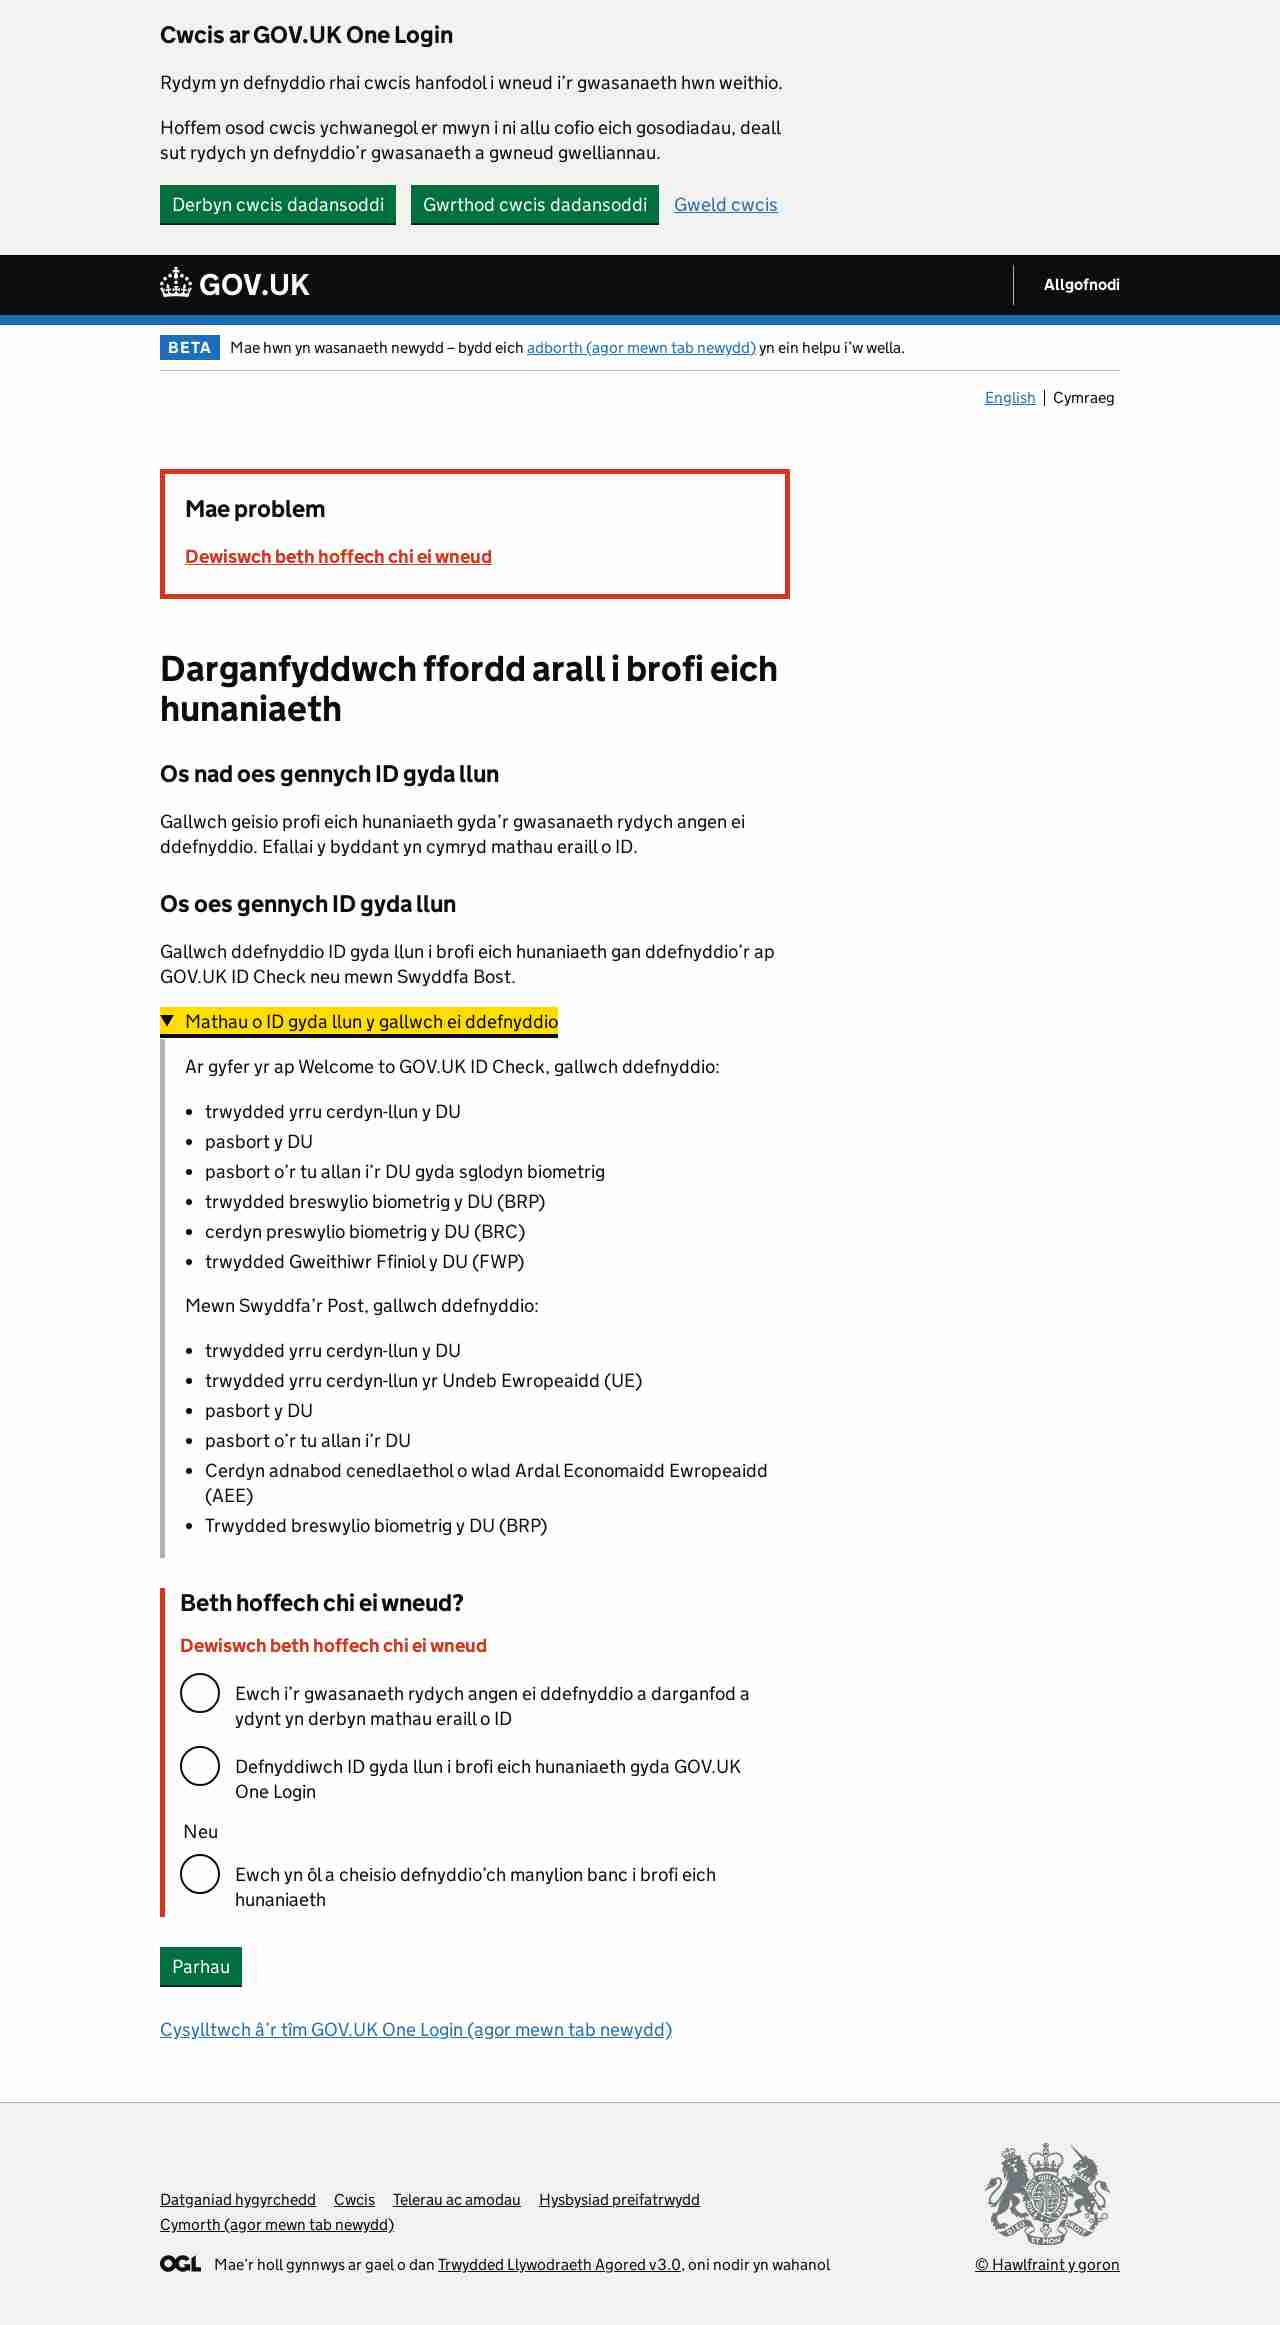 Cwcis ar GOV.UK One Login
Rydym yn defnyddio rhai cwcis hanfodol i wneud i’r gwasanaeth hwn weithio.
Hoffem osod cwcis ychwanegol er mwyn i ni allu cofio eich gosodiadau, deall
sut rydych yn defnyddio’r gwasanaeth a gwneud gwelliannau.
Derbyn cwcis dadansoddi Gwrthod cwcis dadansoddi Gweld cwcis
GOV.UK Allgofnodi
BETA Mae hwn yn wasanaeth newydd – bydd eich adborth (agor mewn tab newydd) yn ein helpu i’w wella.
English Cymraeg
Mae problem
Dewiswch beth hoffech chi ei wneud
Darganfyddwch ffordd arall i brofi eich
hunaniaeth
Os nad oes gennych ID gyda llun
Gallwch geisio profi eich hunaniaeth gyda’r gwasanaeth rydych angen ei
ddefnyddio. Efallai y byddant yn cymryd mathau eraill o ID.
Os oes gennych ID gyda llun
Gallwch ddefnyddio ID gyda llun i brofi eich hunaniaeth gan ddefnyddio’r ap
GOV.UK ID Check neu mewn Swyddfa Bost.
Mathau o ID gyda llun y gallwch ei ddefnyddio
Ar gyfer yr ap Welcome to GOV.UK ID Check, gallwch ddefnyddio:
• trwydded yrru cerdyn-llun y DU
• pasbort y DU
• pasbort o’r tu allan i’r DU gyda sglodyn biometrig
• trwydded breswylio biometrig y DU (BRP)
• cerdyn preswylio biometrig y DU (BRC)
• trwydded Gweithiwr Ffiniol y DU (FWP)
Mewn Swyddfa’r Post, gallwch ddefnyddio:
• trwydded yrru cerdyn-llun y DU
• trwydded yrru cerdyn-llun yr Undeb Ewropeaidd (UE)
• pasbort y DU
• pasbort o’r tu allan i’r DU
• Cerdyn adnabod cenedlaethol o wlad Ardal Economaidd Ewropeaidd
(AEE)
• Trwydded breswylio biometrig y DU (BRP)
Beth hoffech chi ei wneud?
Dewiswch beth hoffech chi ei wneud
Ewch i’r gwasanaeth rydych angen ei ddefnyddio a darganfod a
ydynt yn derbyn mathau eraill o ID
Defnyddiwch ID gyda llun i brofi eich hunaniaeth gyda GOV.UK
One Login
Neu
Ewch yn ôl a cheisio defnyddio’ch manylion banc i brofi eich
hunaniaeth
Parhau
Cysylltwch â’r tîm GOV.UK One Login (agor mewn tab newydd)
Datganiad hygyrchedd Cwcis Telerau ac amodau Hysbysiad preifatrwydd
Cymorth (agor mewn tab newydd)
OGL Mae’r holl gynnwys ar gael o dan Trwydded Llywodraeth Agored v3.0, oni nodir yn wahanol
© Hawlfraint y goron